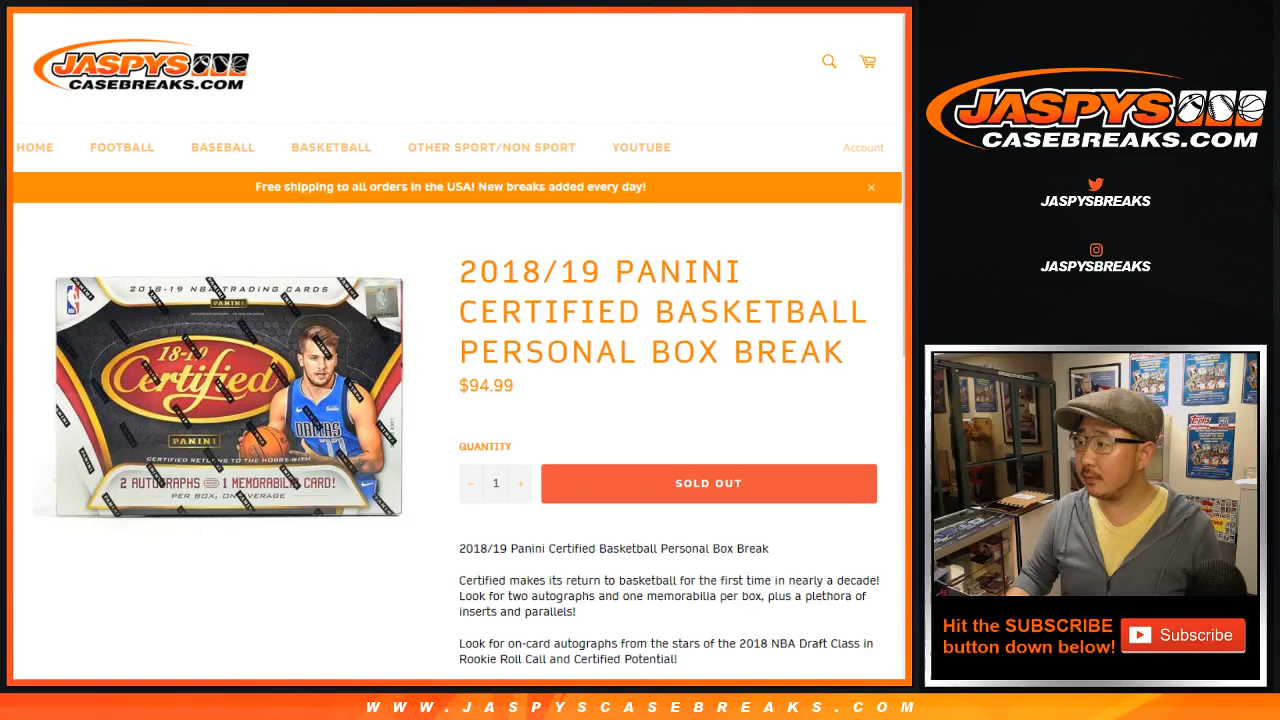 JASPYS
CASEBREAKS.COM
HOME
FOOTBALL
BASEBALL
BASKETBALL
OTHER SPORT/NON SPORT
YOUTUBE
Account
Free shipping to all orders in the USA! New breaks added every day!
×
2018-19 NBA TRADING CARDS
PANINI
18-19
Certified
DALLAS
77
PANINI
CERTIFIED RETURNS TO THE HOBBY WITH
2 AUTOGRAPHS AND 1 MEMORABILIA CARD!
PER BOX, ON AVERAGE
2018/19 PANINI
CERTIFIED BASKETBALL
PERSONAL BOX BREAK
$94.99
QUANTITY
− 1 +
SOLD OUT
2018/19 Panini Certified Basketball Personal Box Break
Certified makes its return to basketball for the first time in nearly a decade!
Look for two autographs and one memorabilia per box, plus a plethora of
inserts and parallels!
Look for on-card autographs from the stars of the 2018 NBA Draft Class in
Rookie Roll Call and Certified Potential!
JASPYS
CASEBREAKS.COM
JASPYSBREAKS
JASPYSBREAKS
Topps
Hit the SUBSCRIBE
button down below!
Subscribe
WWW.JASPYSCASEBREAKS.COM